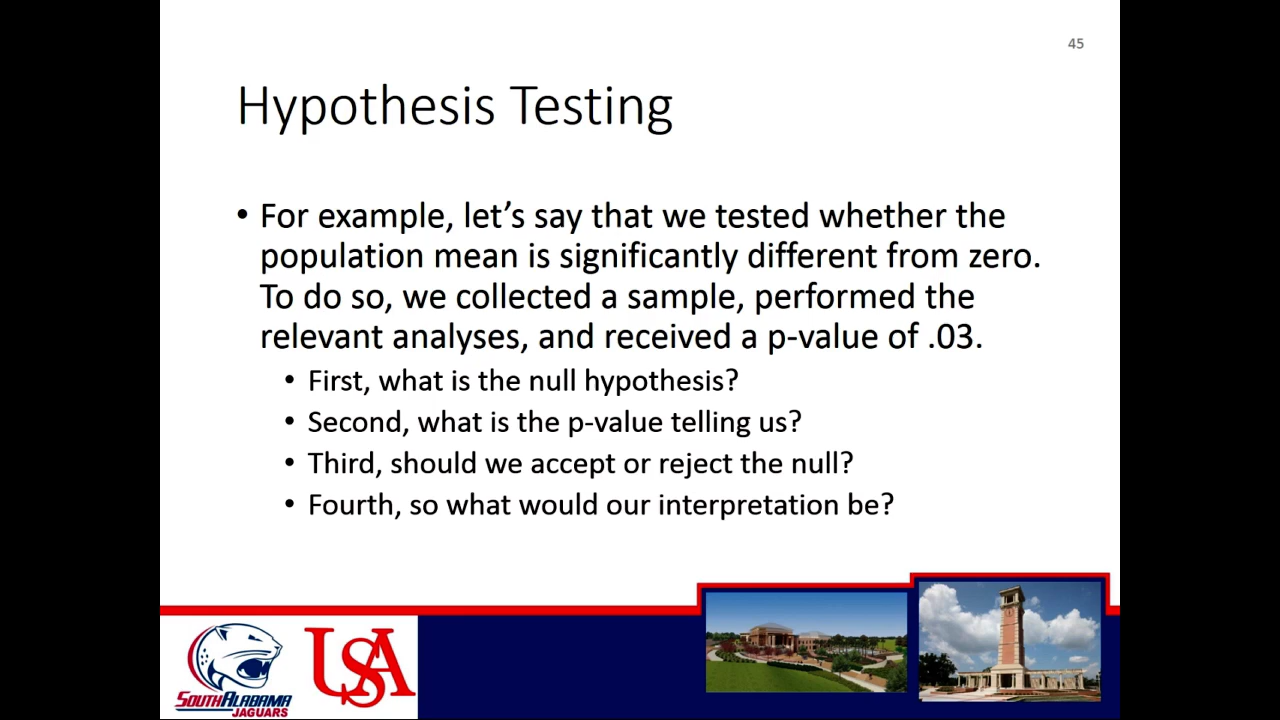 45
Hypothesis Testing
• For example, let’s say that we tested whether the
population mean is significantly different from zero.
To do so, we collected a sample, performed the
relevant analyses, and received a p-value of .03.
• First, what is the null hypothesis?
• Second, what is the p-value telling us?
• Third, should we accept or reject the null?
• Fourth, so what would our interpretation be?
SOUTH ALABAMA
JAGUARS
USA